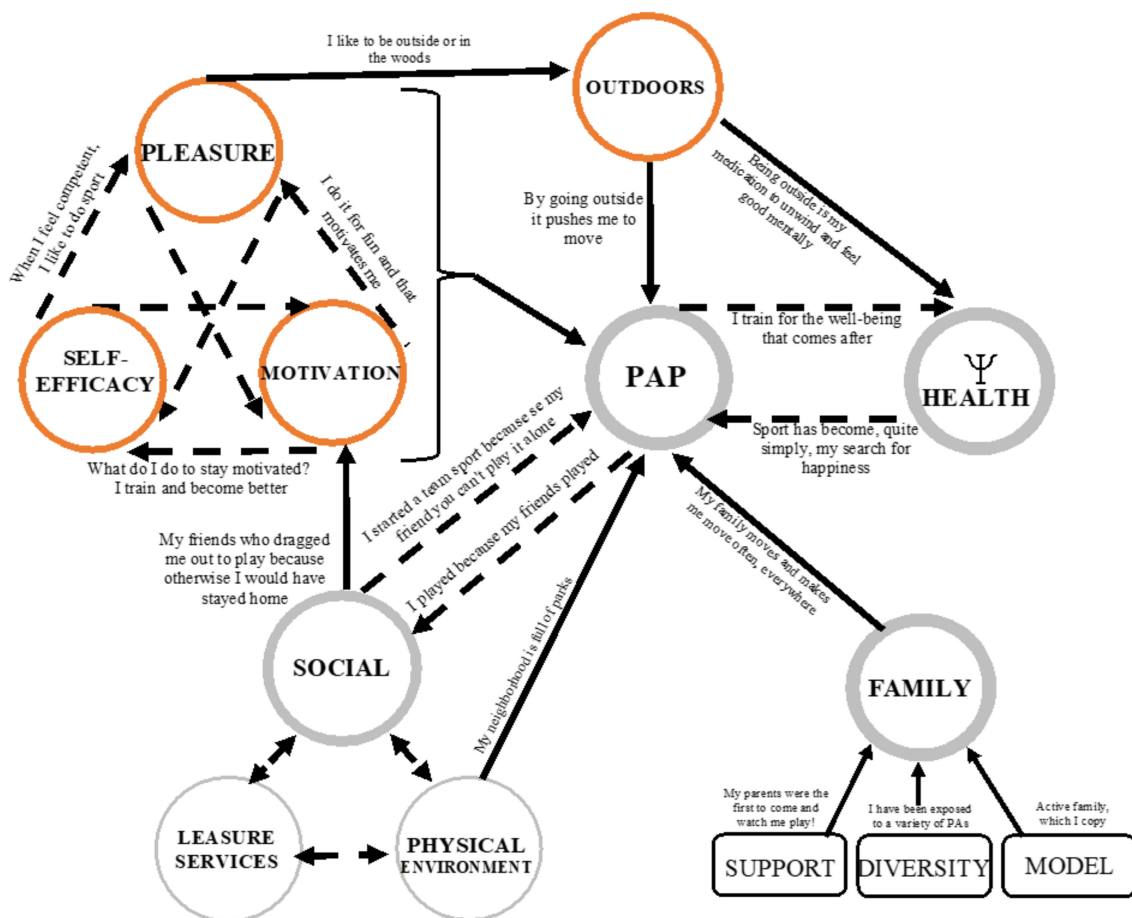 I like to be outside or in
the woods
OUTDOORS
PLEASURE
When I feel competent,
I like to do sport
I do it for fun and that
motivates me
By going outside
it pushes me to
move
Being outside is my
medication to unwind and feel
good mentally
SELF-
EFFICACY
MOTIVATION
PAP
I train for the well-being
that comes after
Ψ
HEALTH
Sport has become, quite
simply, my search for
happiness
What do I do to stay motivated?
I train and become better
I started a team sport because se my
friend you can't play it alone
I played because my friends played
My friends who dragged
me out to play because
otherwise I would have
stayed home
My neighborhood is full of parks
My family moves and makes
me move often, everywhere
SOCIAL
FAMILY
LEASURE
SERVICES
PHYSICAL
ENVIRONMENT
My parents were the
first to come and
watch me play!
I have been exposed
to a variety of PAs
Active family,
which I copy
SUPPORT
DIVERSITY
MODEL